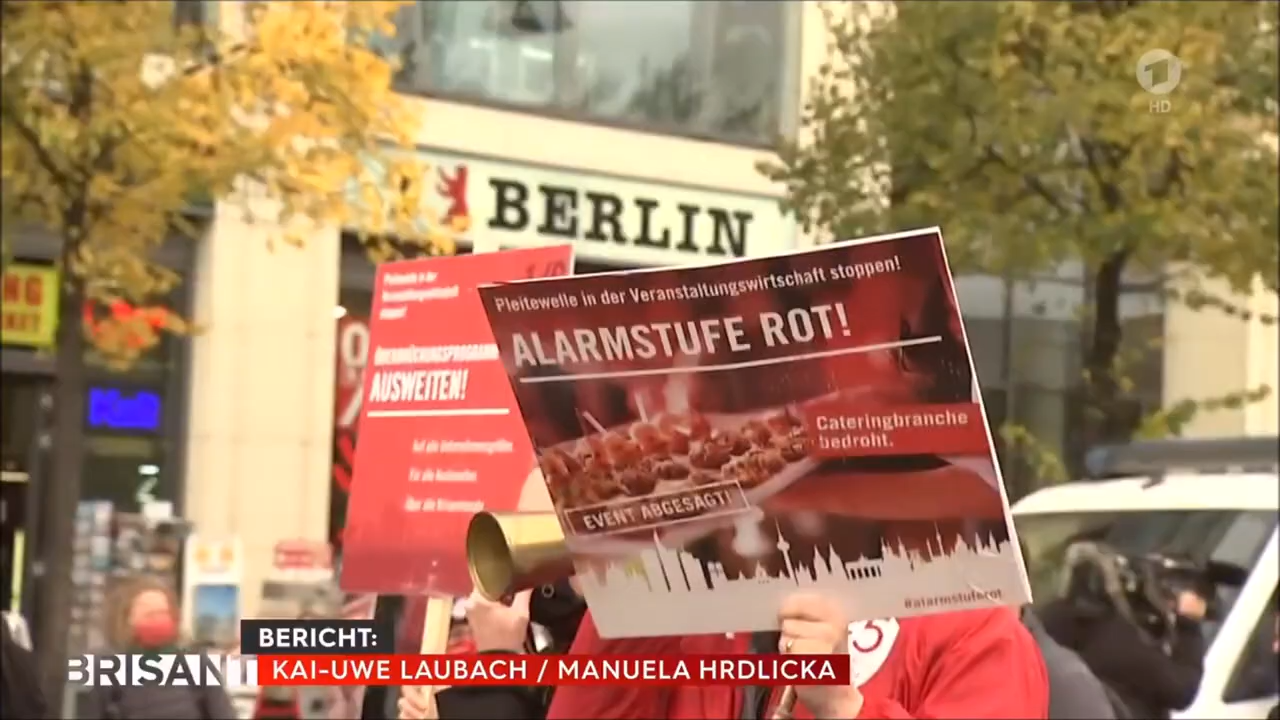 1
HD
BERLIN
Pleitewelle in der Veranstaltungswirtschaft stoppen!
ALARMSTUFE ROT!
Cateringbranche
bedroht.
EVENT ABGESAGT!
#alarmstuferot
AUSWEITEN!
BERICHT:
BRISANT
KAI-UWE LAUBACH / MANUELA HRDLICKA